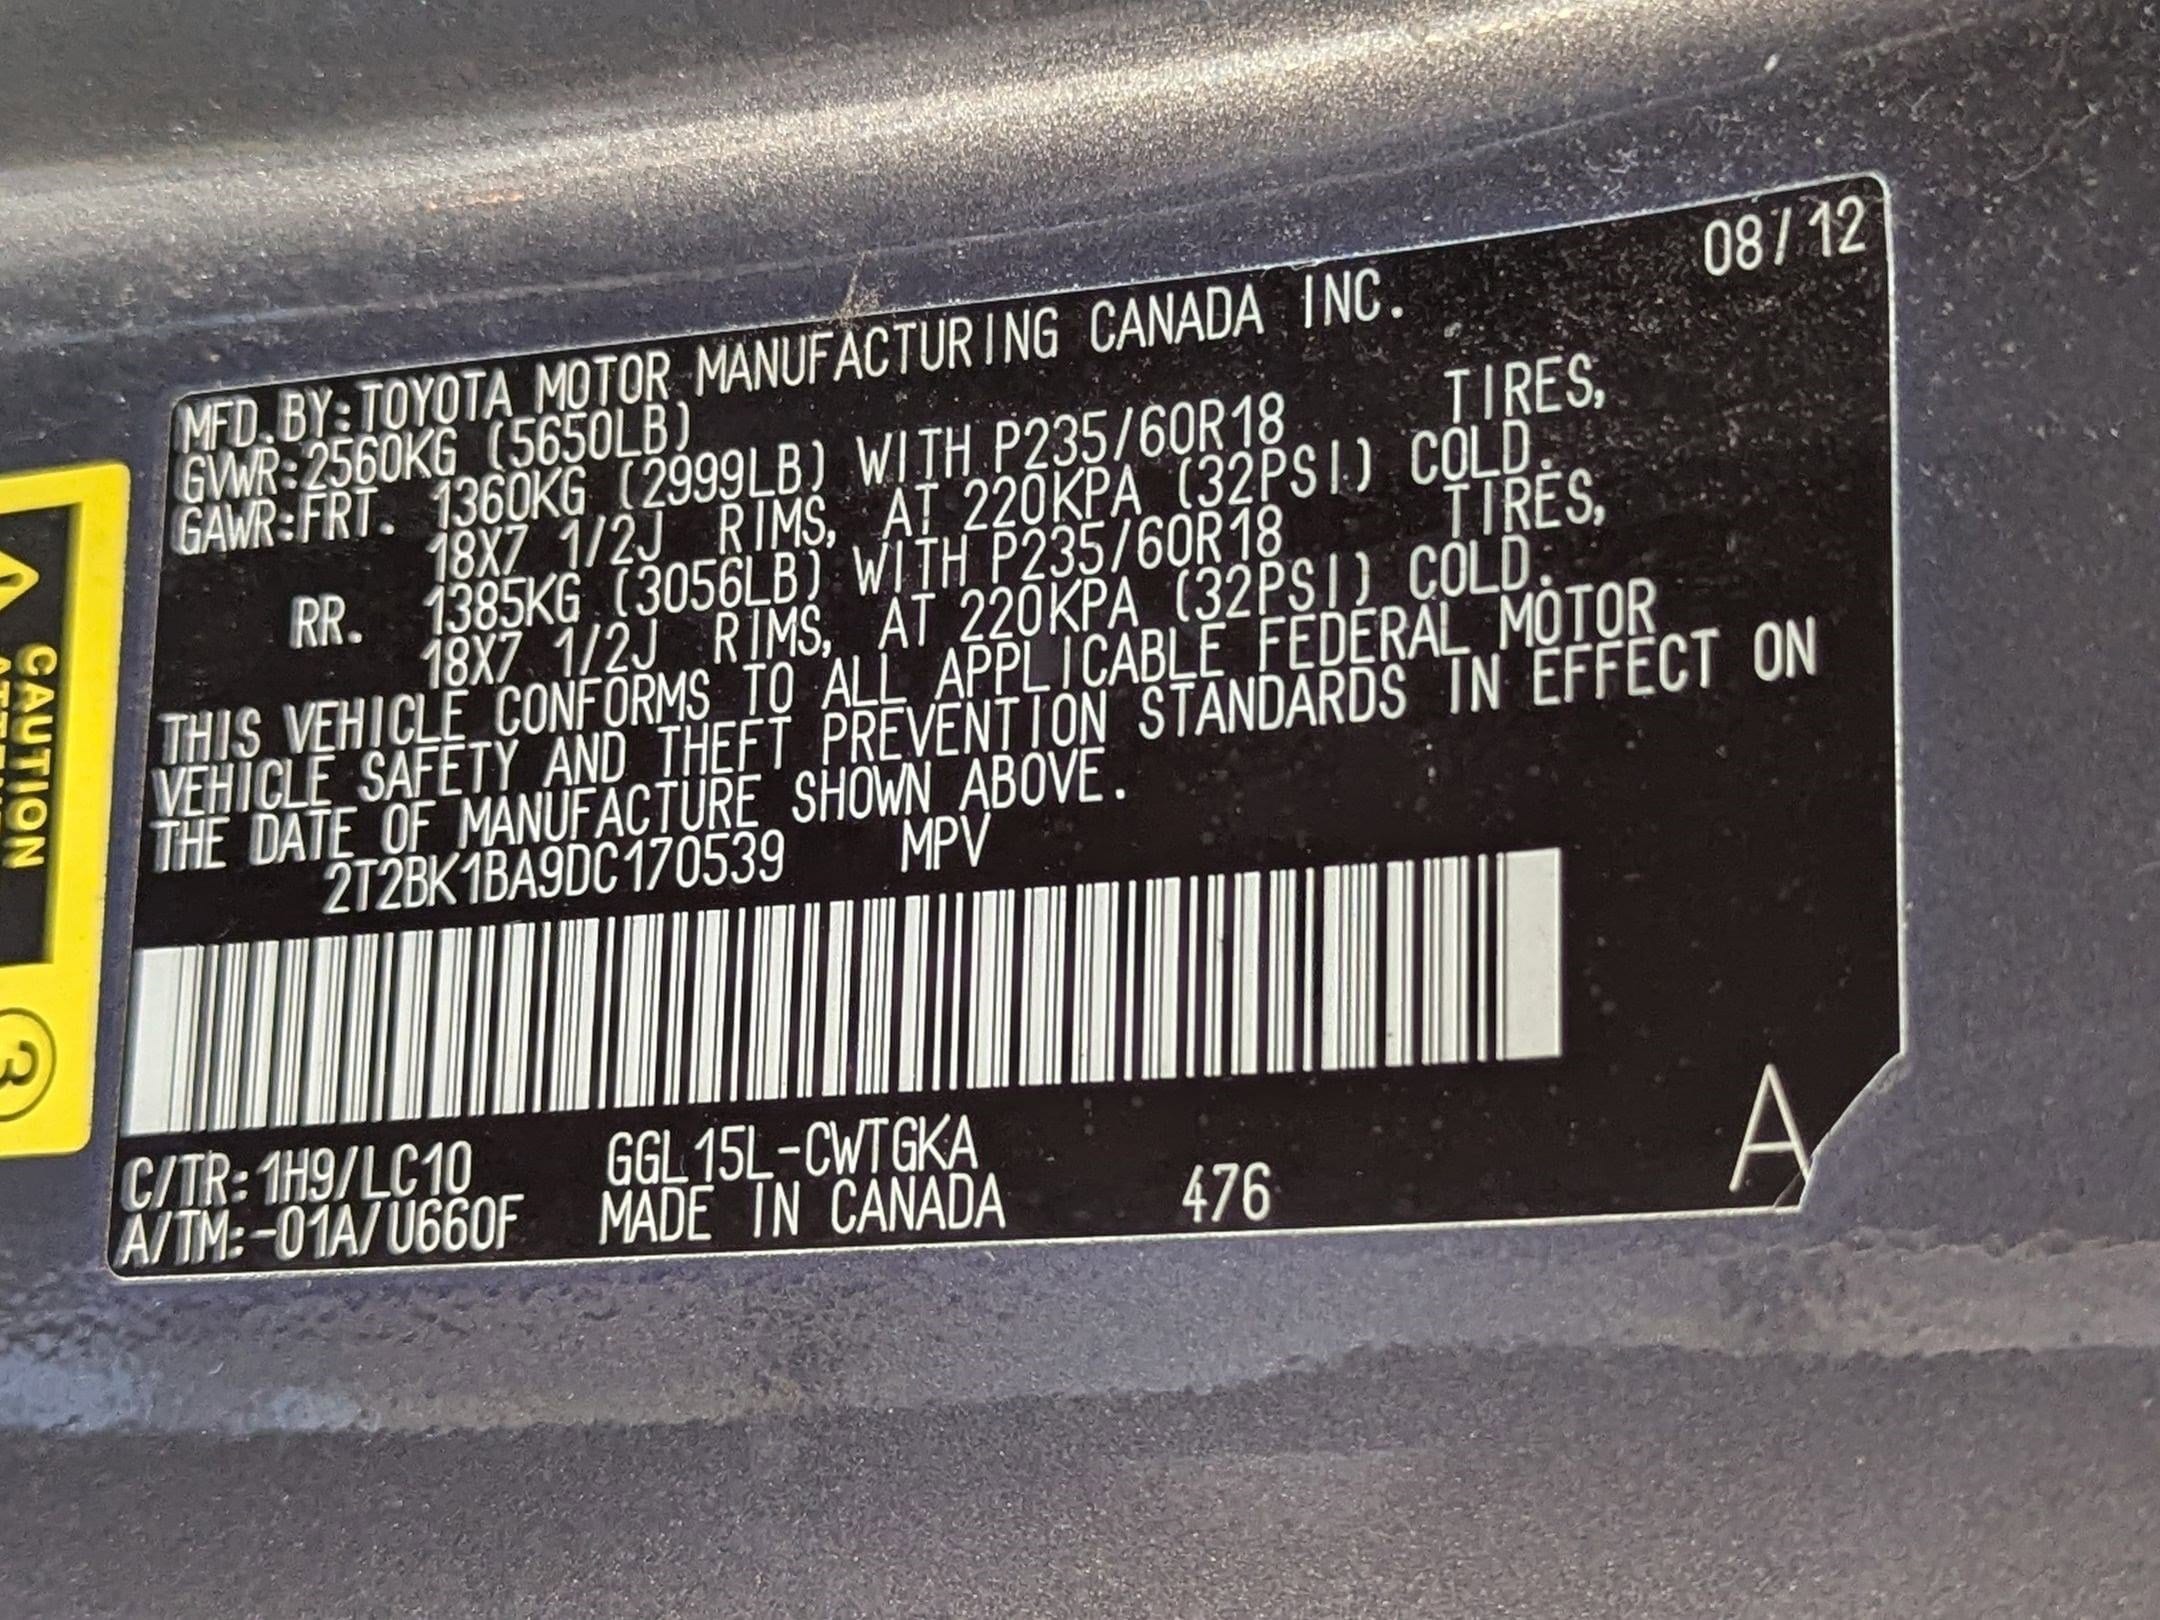 08/12
MFD. BY:TOYOTA MOTOR MANUFACTURING CANADA INC.
GVWR:2560KG (5650LB)
GAWR:FRT. 1360KG (2999LB) WITH P235/60R18 TIRES,
18X7 1/2J RIMS, AT 220KPA (32PSI) COLD.
RR. 1385KG (3056LB) WITH P235/60R18 TIRES,
18X7 1/2J RIMS, AT 220KPA (32PSI) COLD.
THIS VEHICLE CONFORMS TO ALL APPLICABLE FEDERAL MOTOR
VEHICLE SAFETY AND THEFT PREVENTION STANDARDS IN EFFECT ON
THE DATE OF MANUFACTURE SHOWN ABOVE.
2T2BK1BA9DC170539 MPV
C/TR:1H9/LC10 GGL15L-CWTGKA
A/TM:-01A/U660F MADE IN CANADA 476
A
CAUTION
3